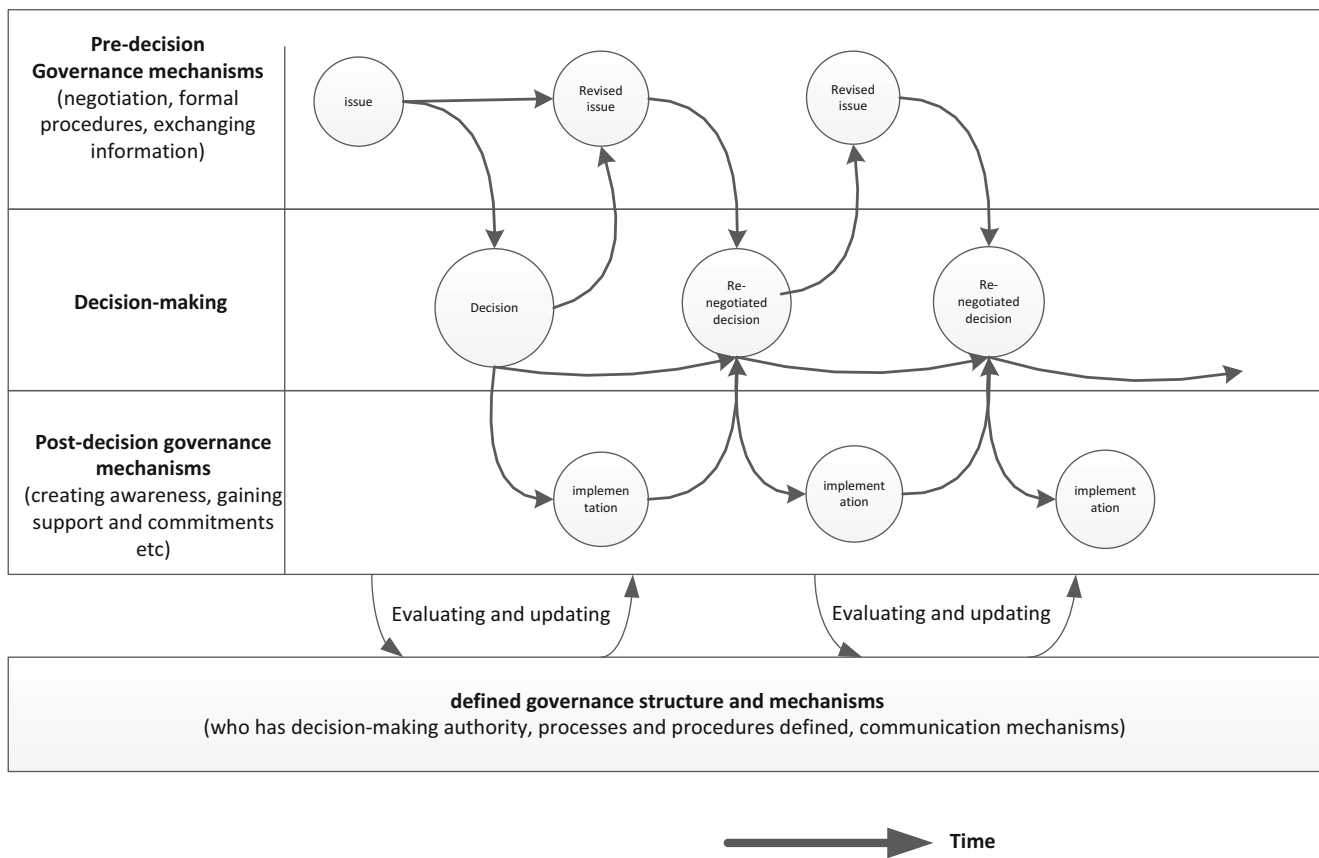 Pre-decision
Governance mechanisms
(negotiation, formal
procedures, exchanging
information)
issue
Revised
issue
Revised
issue
Decision-making
Decision
Re-
negotiated
decision
Re-
negotiated
decision
Post-decision governance
mechanisms
(creating awareness, gaining
support and commitments
etc)
implemen
tation
implement
ation
implement
ation
Evaluating and updating
Evaluating and updating
defined governance structure and mechanisms
(who has decision-making authority, processes and procedures defined, communication mechanisms)
Time